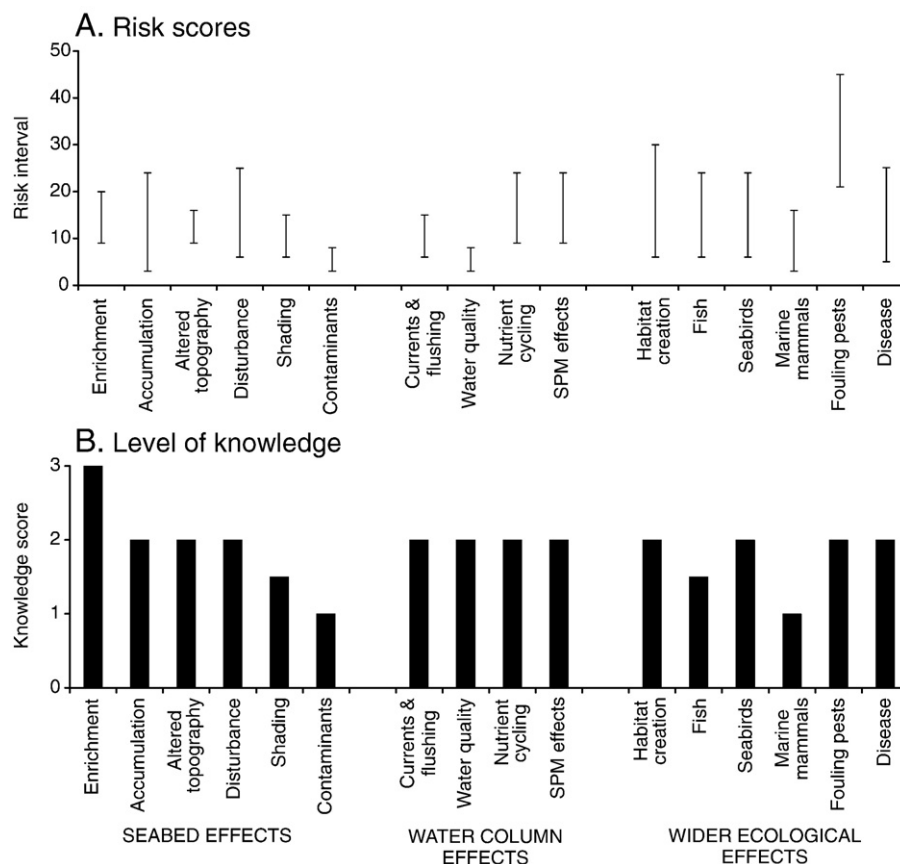 A. Risk scores
50
40
30
20
10
0
Risk interval
Enrichment
Accumulation
Altered
topography
Disturbance
Shading
Contaminants
Currents &
flushing
Water quality
Nutrient
cycling
SPM effects
Habitat
creation
Fish
Seabirds
Marine
mammals
Fouling pests
Disease
B. Level of knowledge
3
2
1
0
Knowledge score
Enrichment
Accumulation
Altered
topography
Disturbance
Shading
Contaminants
Currents &
flushing
Water quality
Nutrient
cycling
SPM effects
Habitat
creation
Fish
Seabirds
Marine
mammals
Fouling pests
Disease
SEABED EFFECTS
WATER COLUMN
EFFECTS
WIDER ECOLOGICAL
EFFECTS